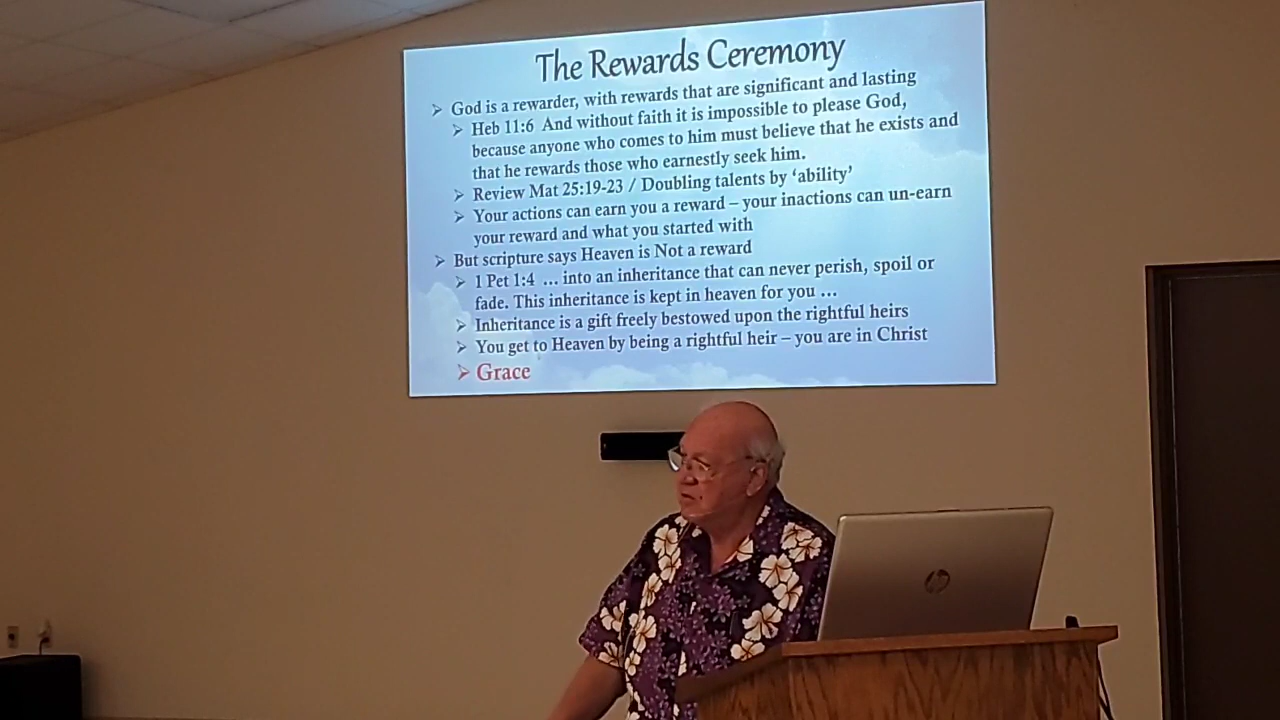 The Rewards Ceremony
➢ God is a rewarder, with rewards that are significant and lasting
➢ Heb 11:6 And without faith it is impossible to please God,
because anyone who comes to him must believe that he exists and
that he rewards those who earnestly seek him.
➢ Review Mat 25:19-23 / Doubling talents by ‘ability’
➢ Your actions can earn you a reward – your inactions can un-earn
your reward and what you started with
➢ But scripture says Heaven is Not a reward
➢ 1 Pet 1:4 … into an inheritance that can never perish, spoil or
fade. This inheritance is kept in heaven for you …
➢ Inheritance is a gift freely bestowed upon the rightful heirs
➢ You get to Heaven by being a rightful heir – you are in Christ
➢ Grace
hp